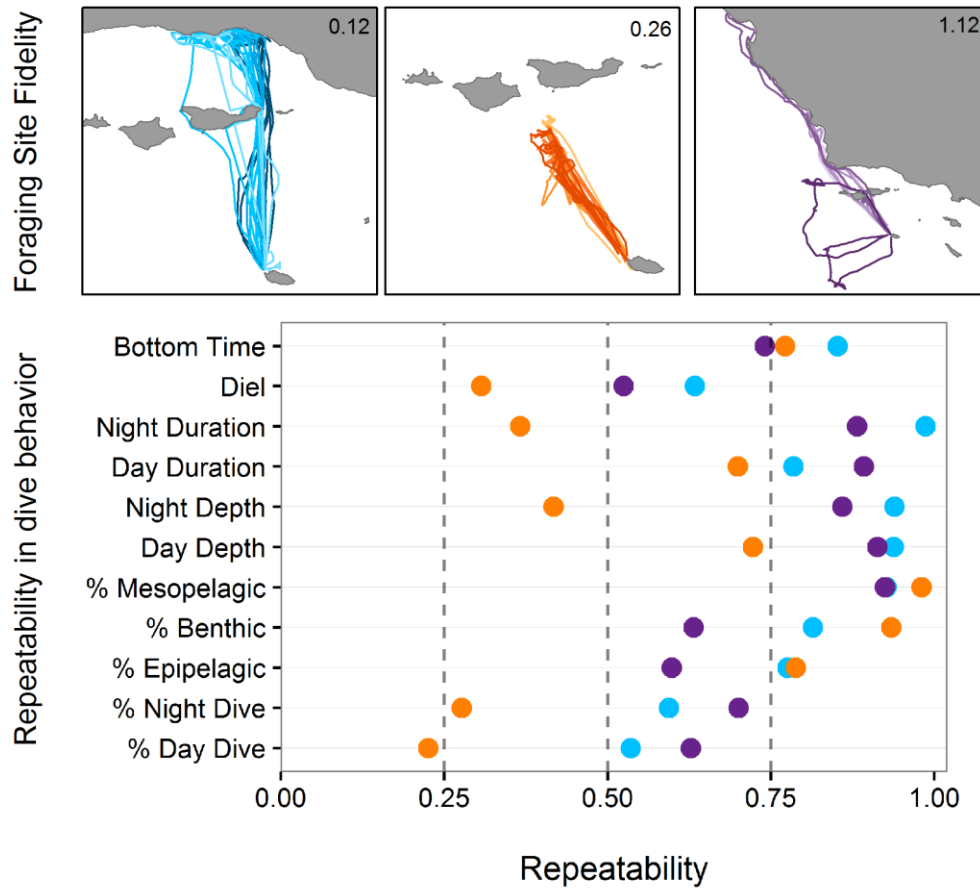 Foraging Site Fidelity
0.12
0.26
1.12
Repeatability in dive behavior
Bottom Time
Diel
Night Duration
Day Duration
Night Depth
Day Depth
% Mesopelagic
% Benthic
% Epipelagic
% Night Dive
% Day Dive
0.00 0.25 0.50 0.75 1.00
Repeatability